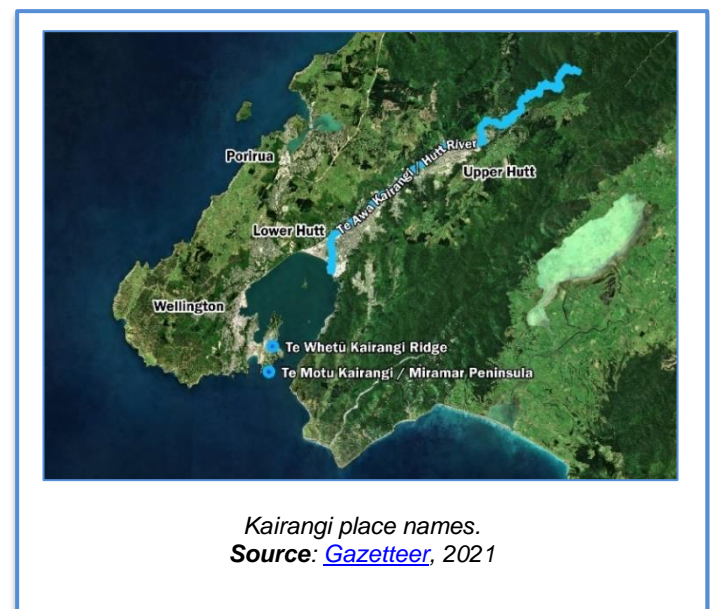 Porirua
Te Awa Kairangi / Hutt River
Upper Hutt
Lower Hutt
Wellington
Te Whetū Kairangi Ridge
Te Motu Kairangi / Miramar Peninsula
Kairangi place names.
Source: Gazetteer, 2021